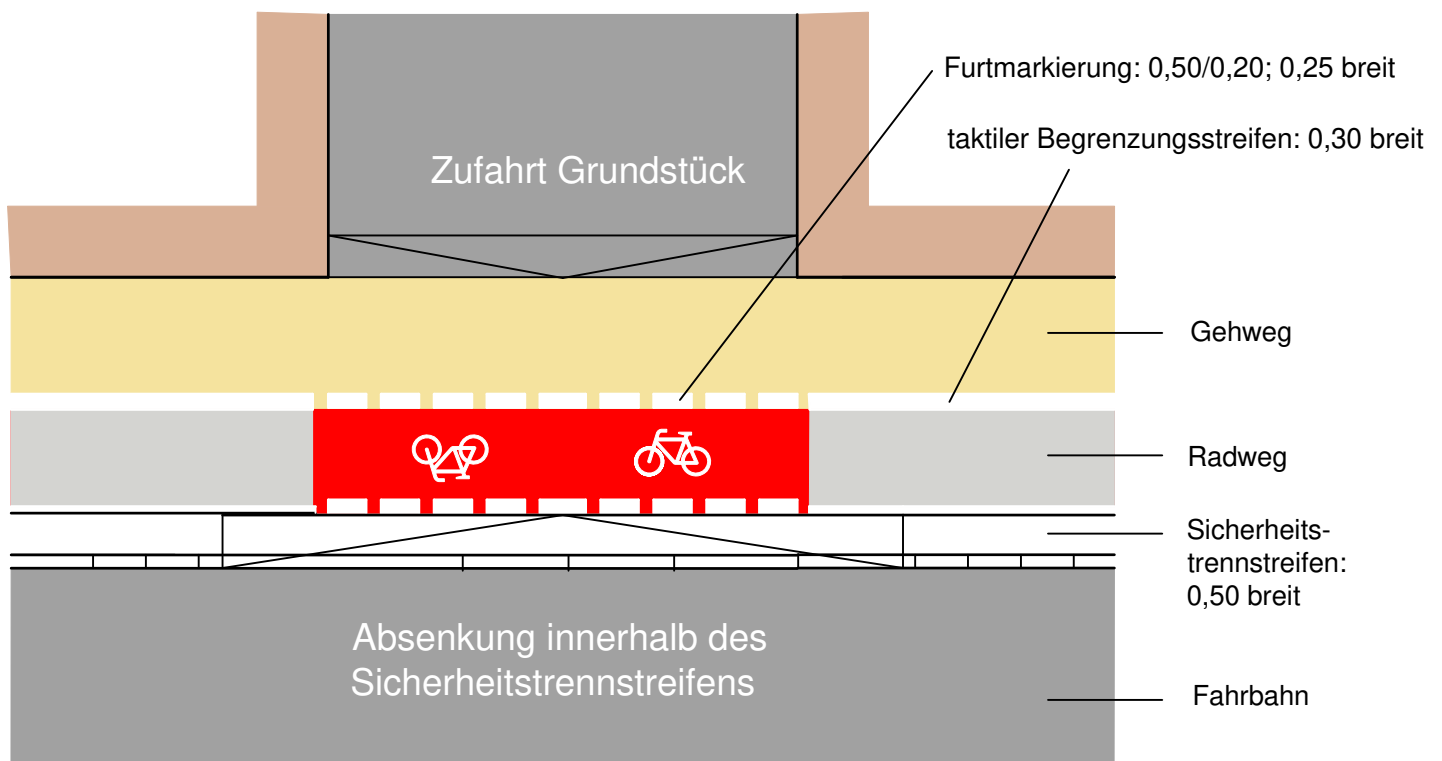 Furtmarkierung: 0,50/0,20; 0,25 breit
taktiler Begrenzungsstreifen: 0,30 breit
Zufahrt Grundstück
Gehweg
Radweg
Sicherheits-
trennstreifen:
0,50 breit
Absenkung innerhalb des
Sicherheitstrennstreifens
Fahrbahn